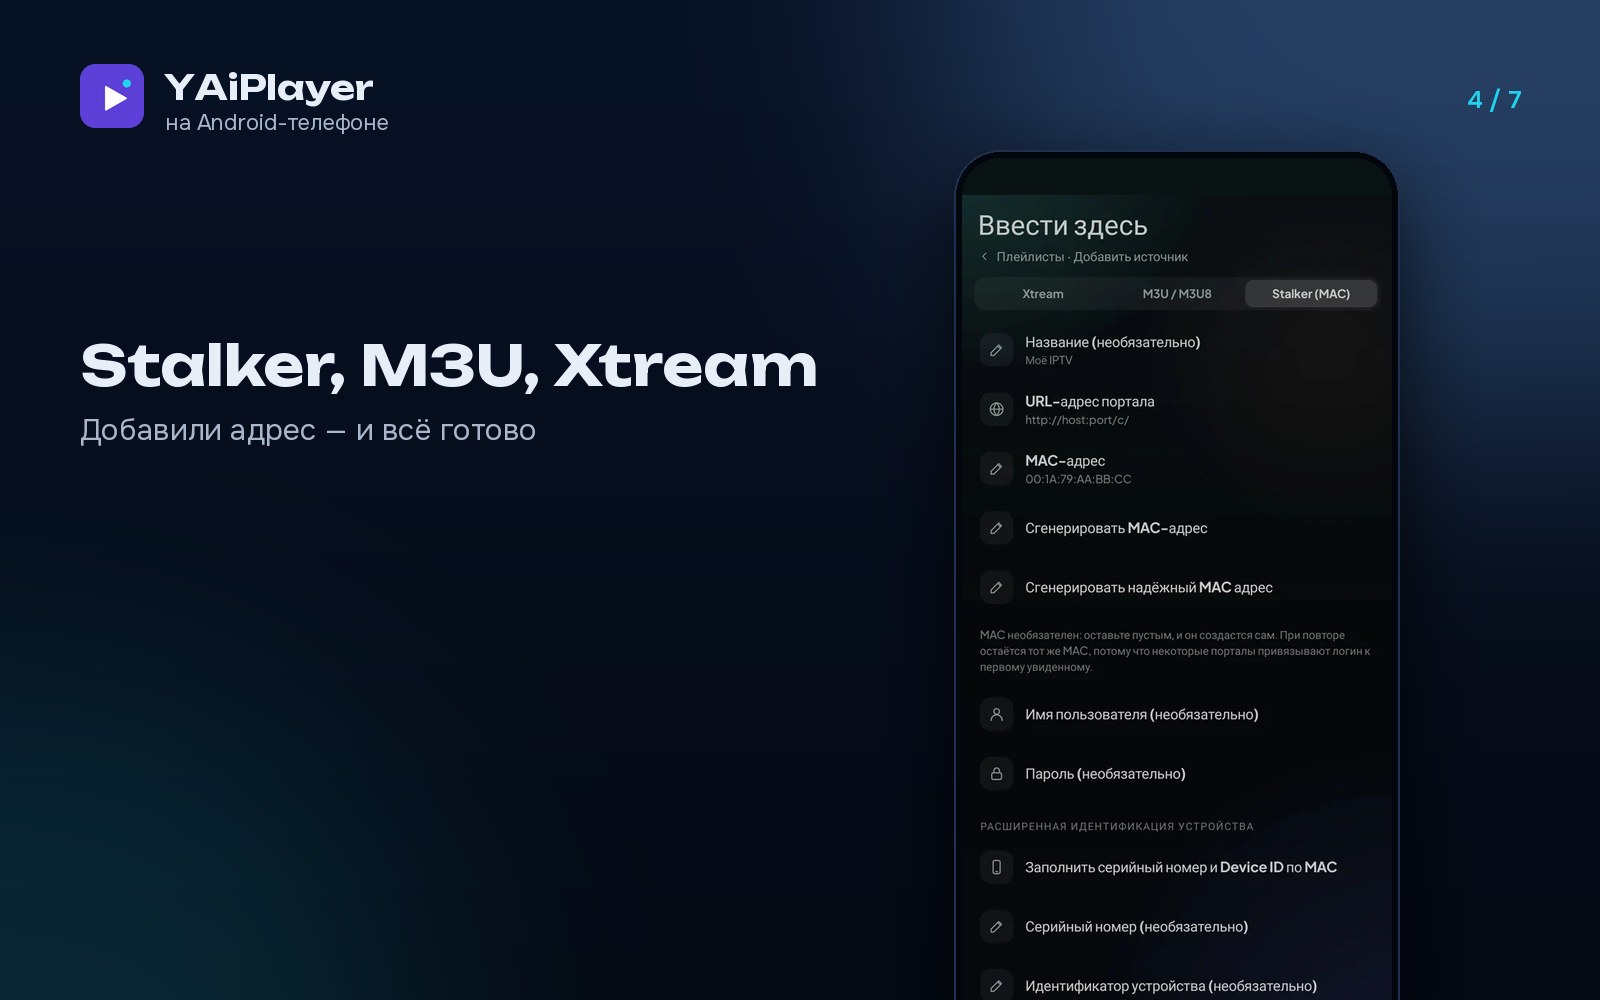 YAiPlayer
на Android-телефоне
4 / 7
Stalker, M3U, Xtream
Добавили адрес — и всё готово
Ввести здесь
Плейлисты · Добавить источник
Xtream
M3U / M3U8
Stalker (MAC)
Название (необязательно)
Моё IPTV
URL-адрес портала
http://host:port/c/
MAC-адрес
00:1A:79:AA:BB:CC
Сгенерировать MAC-адрес
Сгенерировать надёжный MAC адрес
MAC необязателен: оставьте пустым, и он создастся сам. При повторе
остаётся тот же MAC, потому что некоторые порталы привязывают логин к
первому увиденному.
Имя пользователя (необязательно)
Пароль (необязательно)
РАСШИРЕННАЯ ИДЕНТИФИКАЦИЯ УСТРОЙСТВА
Заполнить серийный номер и Device ID по MAC
Серийный номер (необязательно)
Идентификатор устройства (необязательно)